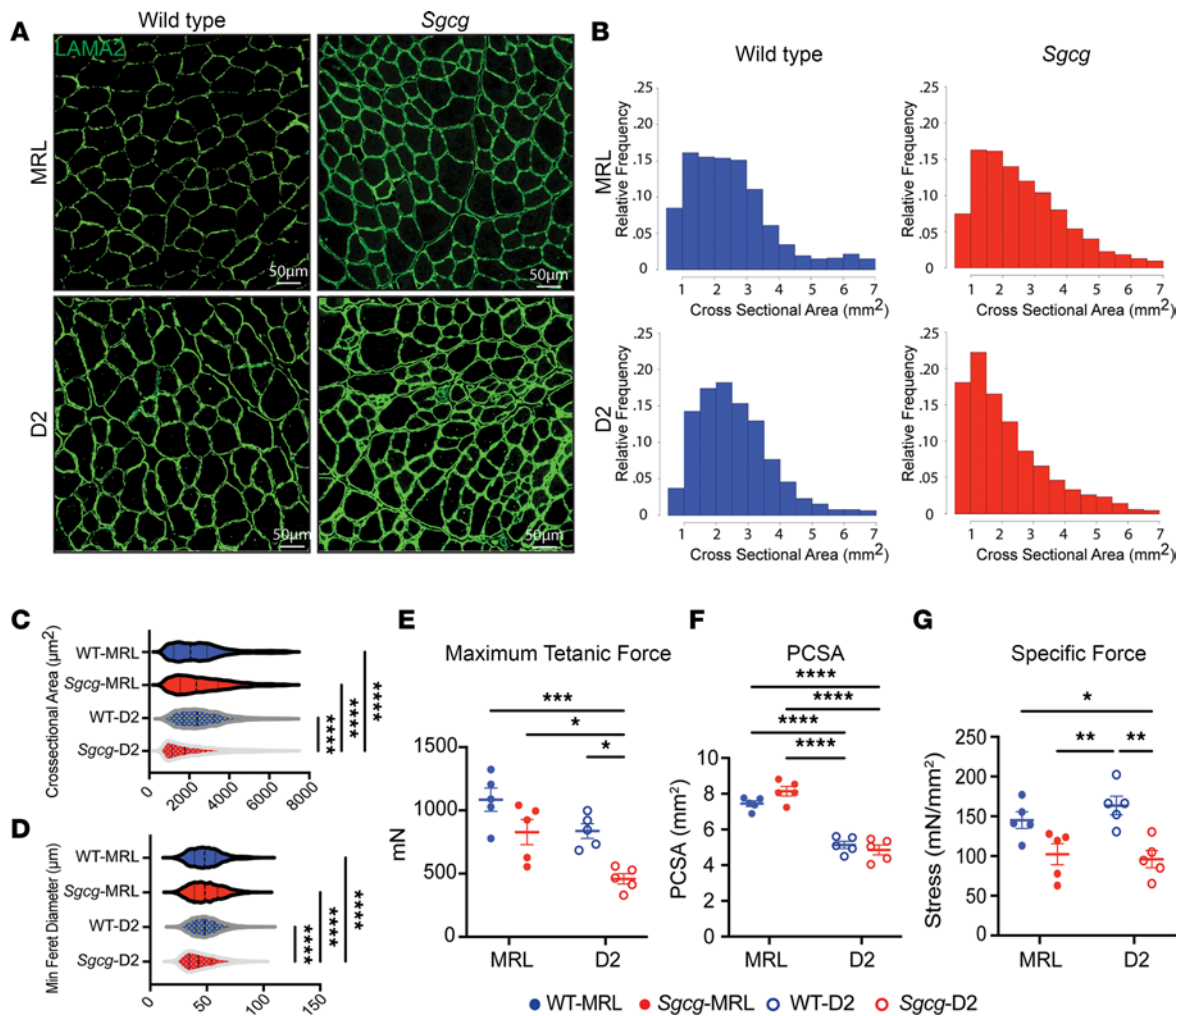 A
Wild type
Sgcg
LAMA2
MRL
50µm
50µm
D2
50µm
50µm
B
Wild type
Sgcg
MRL
Relative Frequency
.25
.20
.15
.10
.05
0
1 2 3 4 5 6 7
Cross Sectional Area (mm²)
Relative Frequency
.25
.20
.15
.10
.05
0
1 2 3 4 5 6 7
Cross Sectional Area (mm²)
D2
Relative Frequency
.25
.20
.15
.10
.05
0
1 2 3 4 5 6 7
Cross Sectional Area (mm²)
Relative Frequency
.25
.20
.15
.10
.05
0
1 2 3 4 5 6 7
Cross Sectional Area (mm²)
C
Crossectional Area (µm²)
WT-MRL
Sgcg-MRL
WT-D2
Sgcg-D2
0 2000 4000 6000 8000
****
****
****
D
Min Feret Diameter (µm)
WT-MRL
Sgcg-MRL
WT-D2
Sgcg-D2
0 50 100 150
****
****
****
E
Maximum Tetanic Force
***
*
*
mN
1500
1000
500
0
MRL D2
F
PCSA
****
****
****
****
PCSA (mm²)
10
8
6
4
2
0
MRL D2
G
Specific Force
*
** **
Stress (mN/mm²)
250
200
150
100
50
0
MRL D2
WT-MRL Sgcg-MRL WT-D2 Sgcg-D2